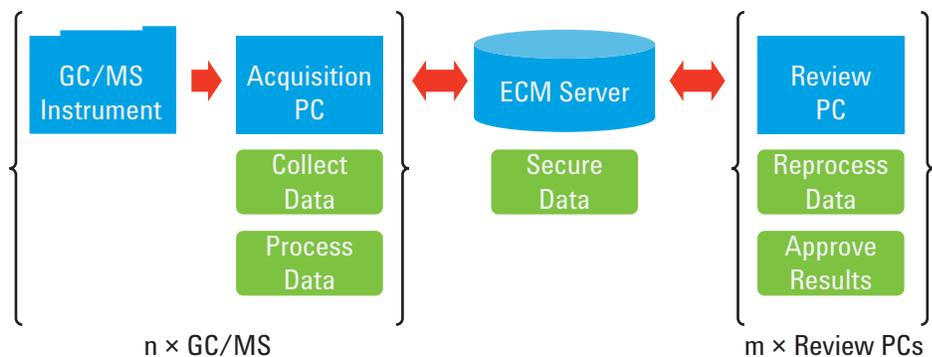 GC/MS
Instrument
Acquisition
PC
ECM Server
Review
PC
Collect
Data
Secure
Data
Reprocess
Data
Process
Data
Approve
Results
n × GC/MS
m × Review PCs